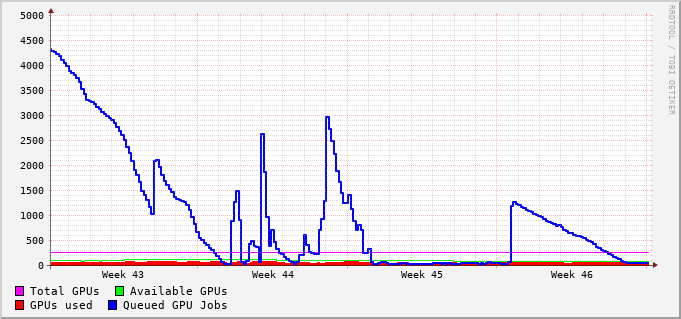 RRDTOOL / TOBI OETIKER
5000
4500
4000
3500
3000
2500
2000
1500
1000
500
0
Week 43 Week 44 Week 45 Week 46
Total GPUs Available GPUs
GPUs used Queued GPU Jobs